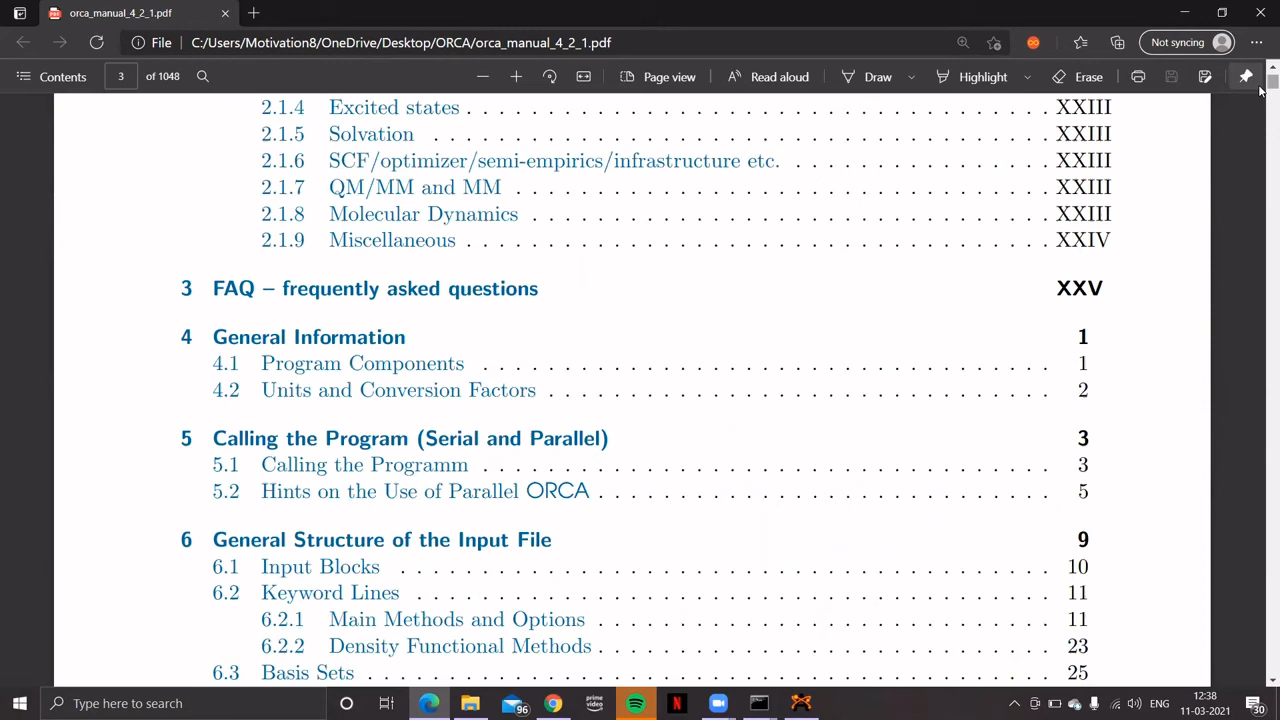 orca_manual_4_2_1.pdf
File C:/Users/Motivation8/OneDrive/Desktop/ORCA/orca_manual_4_2_1.pdf Not syncing
Contents 3 of 1048 Page view Read aloud Draw Highlight Erase
2.1.4 Excited states . . . . . . . . . . . . . . . . . . . . . . . . . . . . . . . . . . . . XXIII
2.1.5 Solvation . . . . . . . . . . . . . . . . . . . . . . . . . . . . . . . . . . . . . . XXIII
2.1.6 SCF/optimizer/semi-empirics/infrastructure etc. . . . . . . . . . . . . . . . . . XXIII
2.1.7 QM/MM and MM . . . . . . . . . . . . . . . . . . . . . . . . . . . . . . . . . XXIII
2.1.8 Molecular Dynamics . . . . . . . . . . . . . . . . . . . . . . . . . . . . . . . . XXIII
2.1.9 Miscellaneous . . . . . . . . . . . . . . . . . . . . . . . . . . . . . . . . . . . . XXIV
3 FAQ – frequently asked questions XXV
4 General Information 1
4.1 Program Components . . . . . . . . . . . . . . . . . . . . . . . . . . . . . . . . . . . 1
4.2 Units and Conversion Factors . . . . . . . . . . . . . . . . . . . . . . . . . . . . . . . 2
5 Calling the Program (Serial and Parallel) 3
5.1 Calling the Programm . . . . . . . . . . . . . . . . . . . . . . . . . . . . . . . . . . . 3
5.2 Hints on the Use of Parallel ORCA . . . . . . . . . . . . . . . . . . . . . . . . . . . . 5
6 General Structure of the Input File 9
6.1 Input Blocks . . . . . . . . . . . . . . . . . . . . . . . . . . . . . . . . . . . . . . . . 10
6.2 Keyword Lines . . . . . . . . . . . . . . . . . . . . . . . . . . . . . . . . . . . . . . . 11
6.2.1 Main Methods and Options . . . . . . . . . . . . . . . . . . . . . . . . . . . . 11
6.2.2 Density Functional Methods . . . . . . . . . . . . . . . . . . . . . . . . . . . . 23
6.3 Basis Sets . . . . . . . . . . . . . . . . . . . . . . . . . . . . . . . . . . . . . . . . . . 25
Type here to search 96 prime video N ENG 12:38
11-03-2021 30